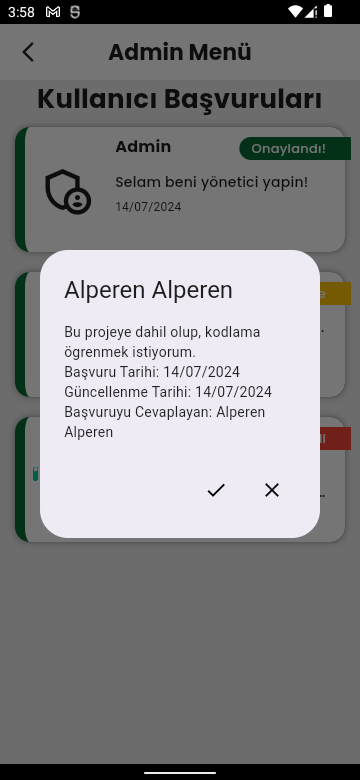 3:58
Admin Menü
Kullanıcı Başvuruları
Admin
Onaylandı!
Selam beni yönetici yapin!
14/07/2024
Alperen Alperen
Bu projeye dahil olup, kodlama
ögrenmek istiyorum.
Başvuru Tarihi: 14/07/2024
Güncellenme Tarihi: 14/07/2024
Başvuruyu Cevaplayan: Alperen
Alperen